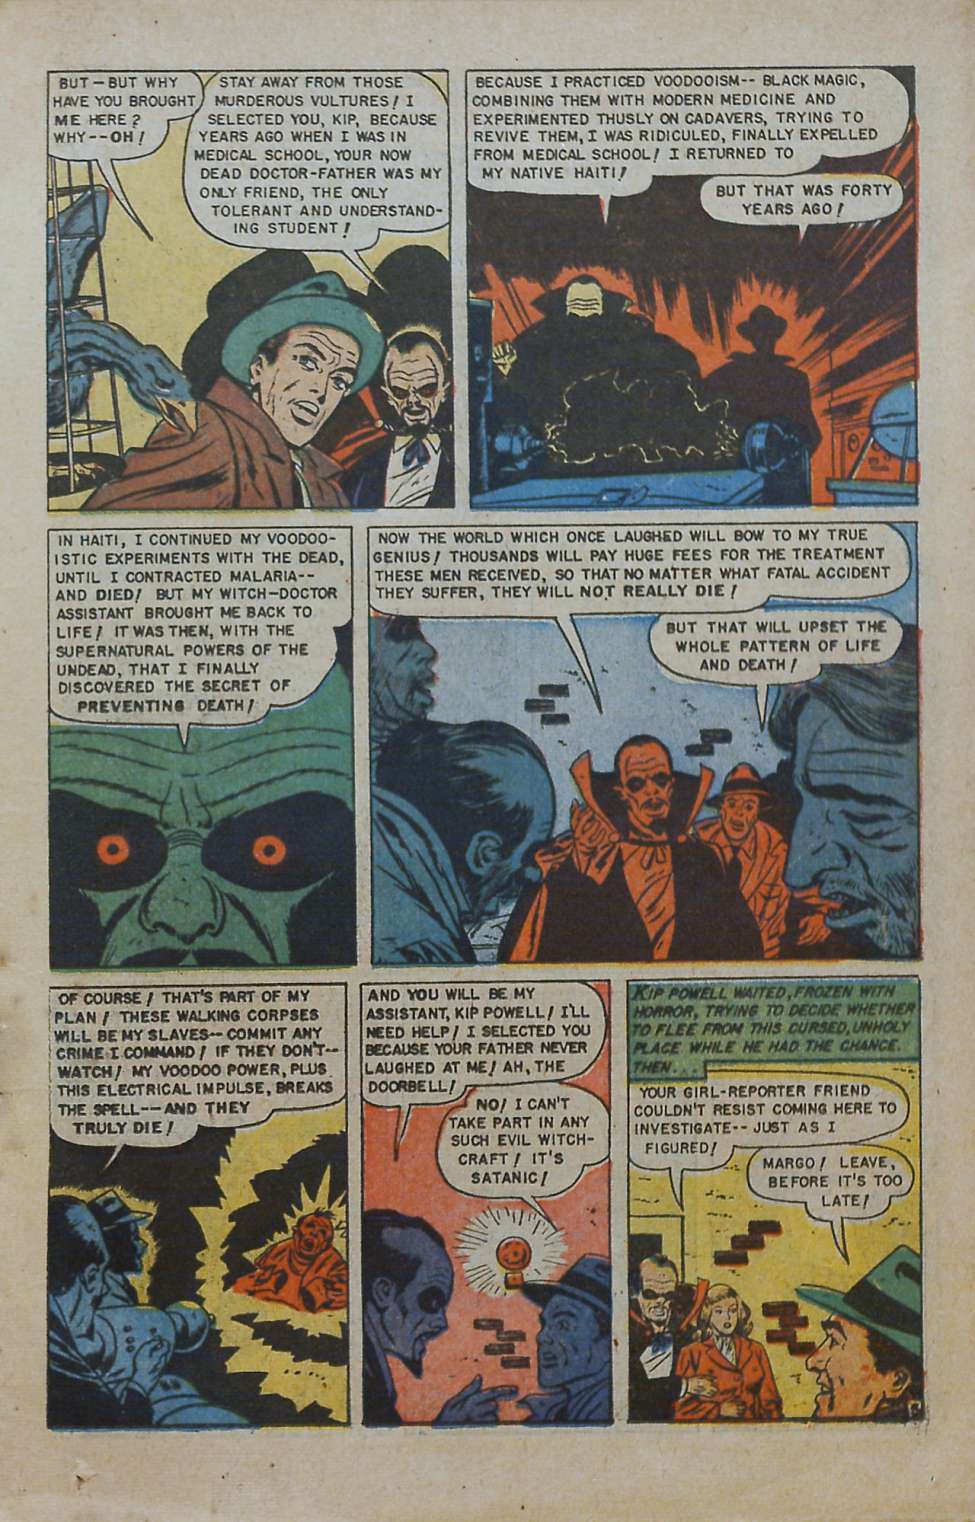 BUT—BUT WHY
HAVE YOU BROUGHT
ME HERE?
WHY--OH!
STAY AWAY FROM THOSE
MURDEROUS VULTURES! I
SELECTED YOU, KIP, BECAUSE
YEARS AGO WHEN I WAS IN
MEDICAL SCHOOL, YOUR NOW
DEAD DOCTOR-FATHER WAS MY
ONLY FRIEND, THE ONLY
TOLERANT AND UNDERSTAND-
ING STUDENT!
BECAUSE I PRACTICED VOODOOISM-- BLACK MAGIC,
COMBINING THEM WITH MODERN MEDICINE AND
EXPERIMENTED THUSLY ON CADAVERS, TRYING TO
REVIVE THEM, I WAS RIDICULED, FINALLY EXPELLED
FROM MEDICAL SCHOOL! I RETURNED TO
MY NATIVE HAITI!
BUT THAT WAS FORTY
YEARS AGO!
IN HAITI, I CONTINUED MY VOODOO-
ISTIC EXPERIMENTS WITH THE DEAD,
UNTIL I CONTRACTED MALARIA--
AND DIED! BUT MY WITCH-DOCTOR
ASSISTANT BROUGHT ME BACK TO
LIFE! IT WAS THEN, WITH THE
SUPERNATURAL POWERS OF THE
UNDEAD, THAT I FINALLY
DISCOVERED THE SECRET OF
PREVENTING DEATH!
NOW THE WORLD WHICH ONCE LAUGHED WILL BOW TO MY TRUE
GENIUS! THOUSANDS WILL PAY HUGE FEES FOR THE TREATMENT
THESE MEN RECEIVED, SO THAT NO MATTER WHAT FATAL ACCIDENT
THEY SUFFER, THEY WILL NOT REALLY DIE!
BUT THAT WILL UPSET THE
WHOLE PATTERN OF LIFE
AND DEATH!
OF COURSE! THAT'S PART OF MY
PLAN! THESE WALKING CORPSES
WILL BE MY SLAVES-- COMMIT ANY
CRIME I COMMAND! IF THEY DON'T--
WATCH! MY VOODOO POWER, PLUS
THIS ELECTRICAL IMPULSE, BREAKS
THE SPELL---AND THEY
TRULY DIE!
AND YOU WILL BE MY
ASSISTANT, KIP POWELL! I'LL
NEED HELP! I SELECTED YOU
BECAUSE YOUR FATHER NEVER
LAUGHED AT ME! AH, THE
DOORBELL!
NO! I CAN'T
TAKE PART IN ANY
SUCH EVIL WITCH-
CRAFT! IT'S
SATANIC!
KIP POWELL WAITED, FROZEN WITH
HORROR, TRYING TO DECIDE WHETHER
TO FLEE FROM THIS CURSED, UNHOLY
PLACE WHILE HE HAD THE CHANCE.
THEN...
YOUR GIRL-REPORTER FRIEND
COULDN'T RESIST COMING HERE TO
INVESTIGATE-- JUST AS I
FIGURED!
MARGO! LEAVE,
BEFORE IT'S TOO
LATE!